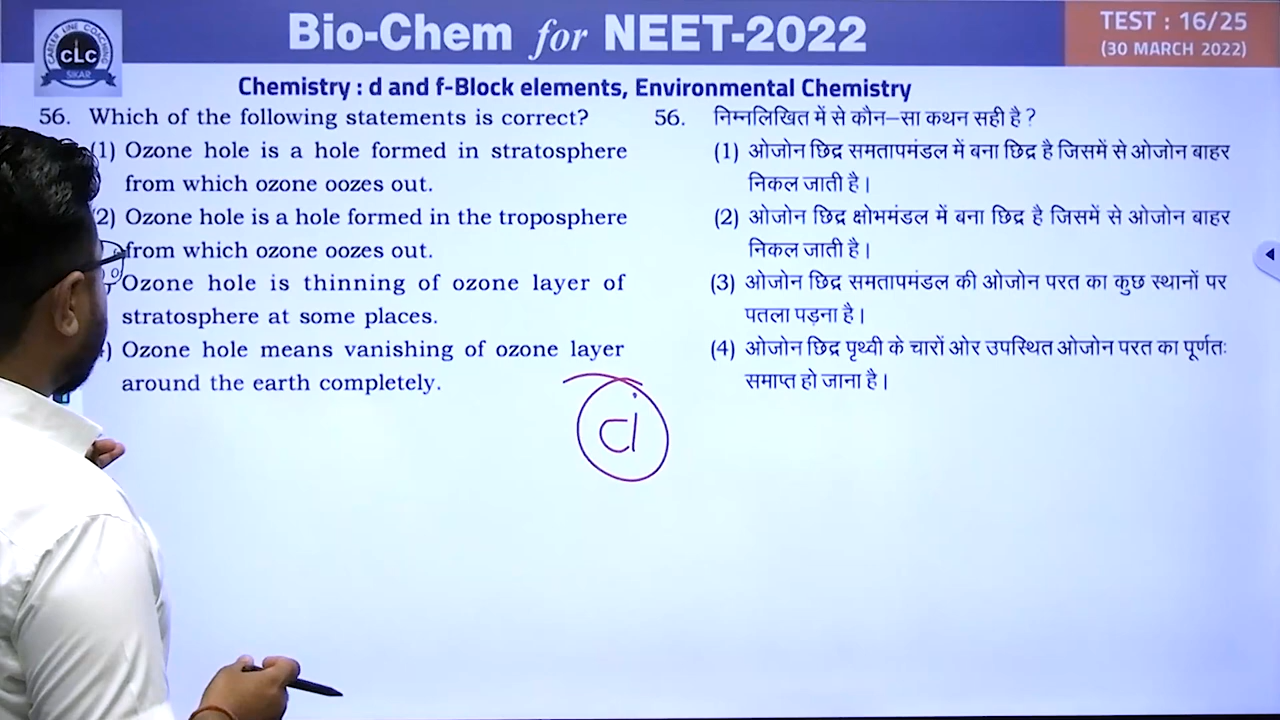 Bio-Chem for NEET-2022
TEST : 16/25
(30 MARCH 2022)
CAREER LINE COACHING
CLC
SIKAR
Chemistry : d and f-Block elements, Environmental Chemistry
56. Which of the following statements is correct?
(1) Ozone hole is a hole formed in stratosphere
from which ozone oozes out.
2) Ozone hole is a hole formed in the troposphere
from which ozone oozes out.
Ozone hole is thinning of ozone layer of
stratosphere at some places.
) Ozone hole means vanishing of ozone layer
around the earth completely.
56. निम्नलिखित में से कौन–सा कथन सही है ?
(1) ओजोन छिद्र समतापमंडल में बना छिद्र है जिसमें से ओजोन बाहर
निकल जाती है।
(2) ओजोन छिद्र क्षोभमंडल में बना छिद्र है जिसमें से ओजोन बाहर
निकल जाती है।
(3) ओजोन छिद्र समतापमंडल की ओजोन परत का कुछ स्थानों पर
पतला पड़ना है।
(4) ओजोन छिद्र पृथ्वी के चारों ओर उपस्थित ओजोन परत का पूर्णतः
समाप्त हो जाना है।